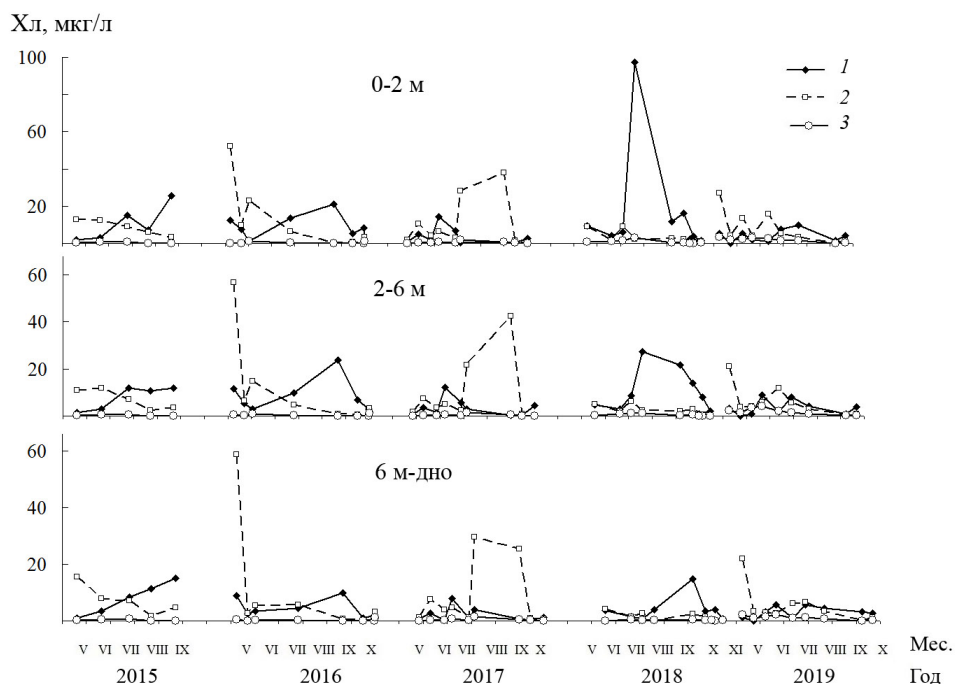 Хл, мкг/л
100
60
20
0-2 м
1
2
3
60
40
20
2-6 м
60
40
20
6 м-дно
V VI VII VIII IX V VI VII VIII IX X V VI VII VIII IX X V VI VII VIII IX X XI V VI VII VIII IX X Мес.
2015 2016 2017 2018 2019 Год